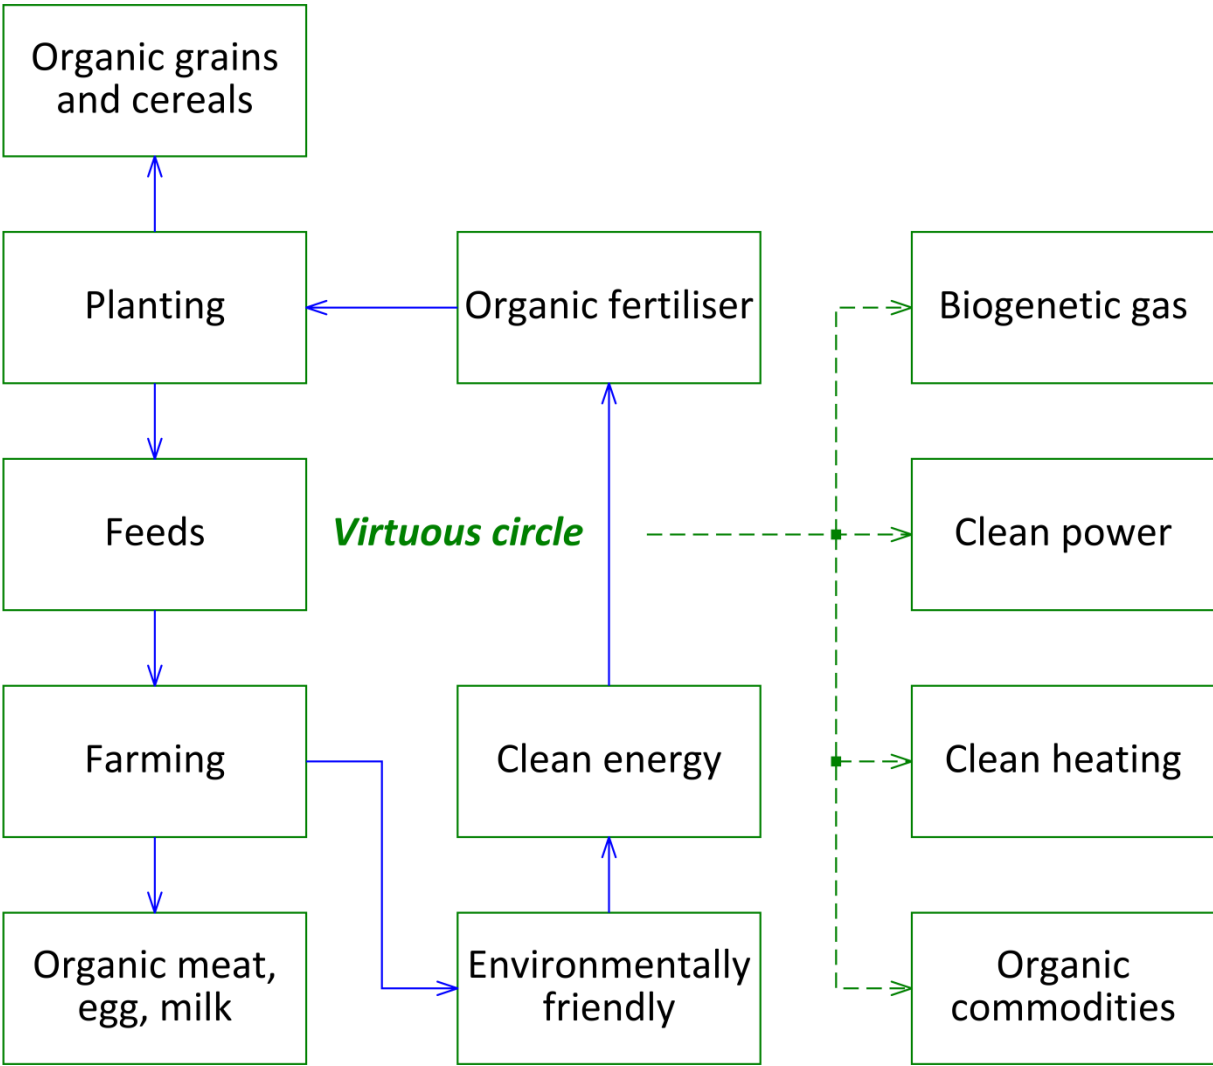 Organic grains
and cereals
Planting
Organic fertiliser
Biogenetic gas
Feeds
Virtuous circle
Clean power
Farming
Clean energy
Clean heating
Organic meat,
egg, milk
Environmentally
friendly
Organic
commodities